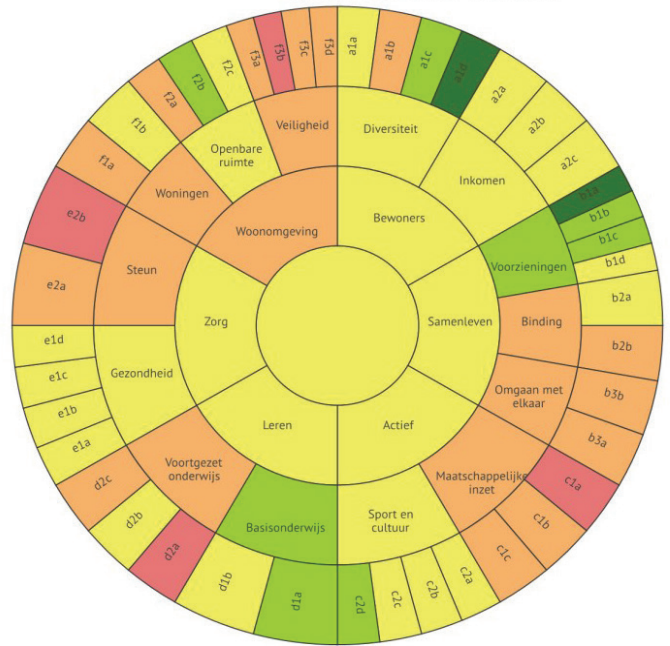 a1a
a1b
a1c
a1d
a2a
a2b
a2c
b1a
b1b
b1c
b1d
b2a
b2b
b3b
b3a
c1a
c1b
c1c
c2a
c2b
c2c
c2d
d1a
d1b
d2a
d2b
d2c
e1a
e1b
e1c
e1d
e2a
e2b
f1a
f1b
f2a
f2b
f2c
f3a
f3b
f3c
f3d
Diversiteit
Inkomen
Voorzieningen
Binding
Omgaan met
elkaar
Maatschappelijke
inzet
Sport en
cultuur
Basisonderwijs
Voortgezet
onderwijs
Gezondheid
Steun
Woningen
Openbare
ruimte
Veiligheid
Bewoners
Samenleven
Actief
Leren
Zorg
Woonomgeving